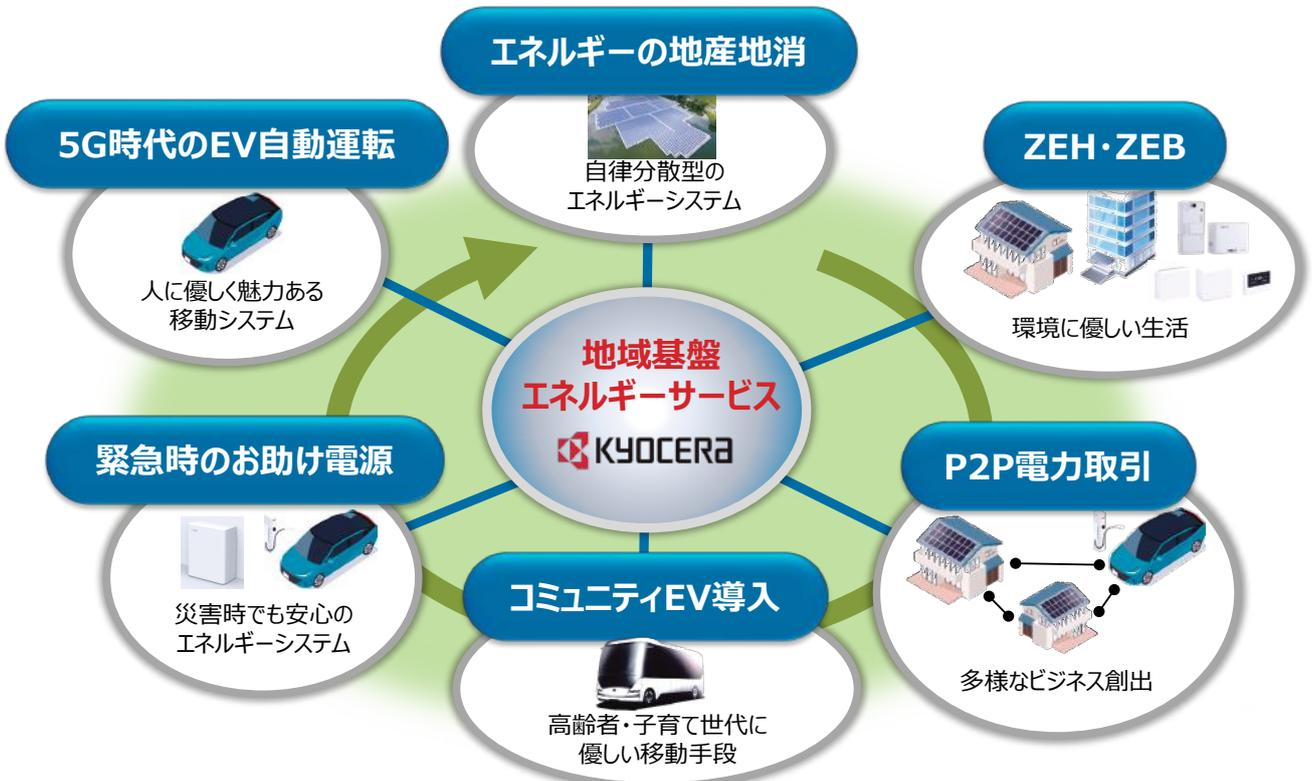 エネルギーの地産地消
自律分散型の
エネルギーシステム
5G時代のEV自動運転
人に優しく魅力ある
移動システム
ZEH・ZEB
環境に優しい生活
地域基盤
エネルギーサービス
KYOCERA
緊急時のお助け電源
災害時でも安心の
エネルギーシステム
P2P電力取引
多様なビジネス創出
コミュニティEV導入
高齢者・子育て世代に
優しい移動手段